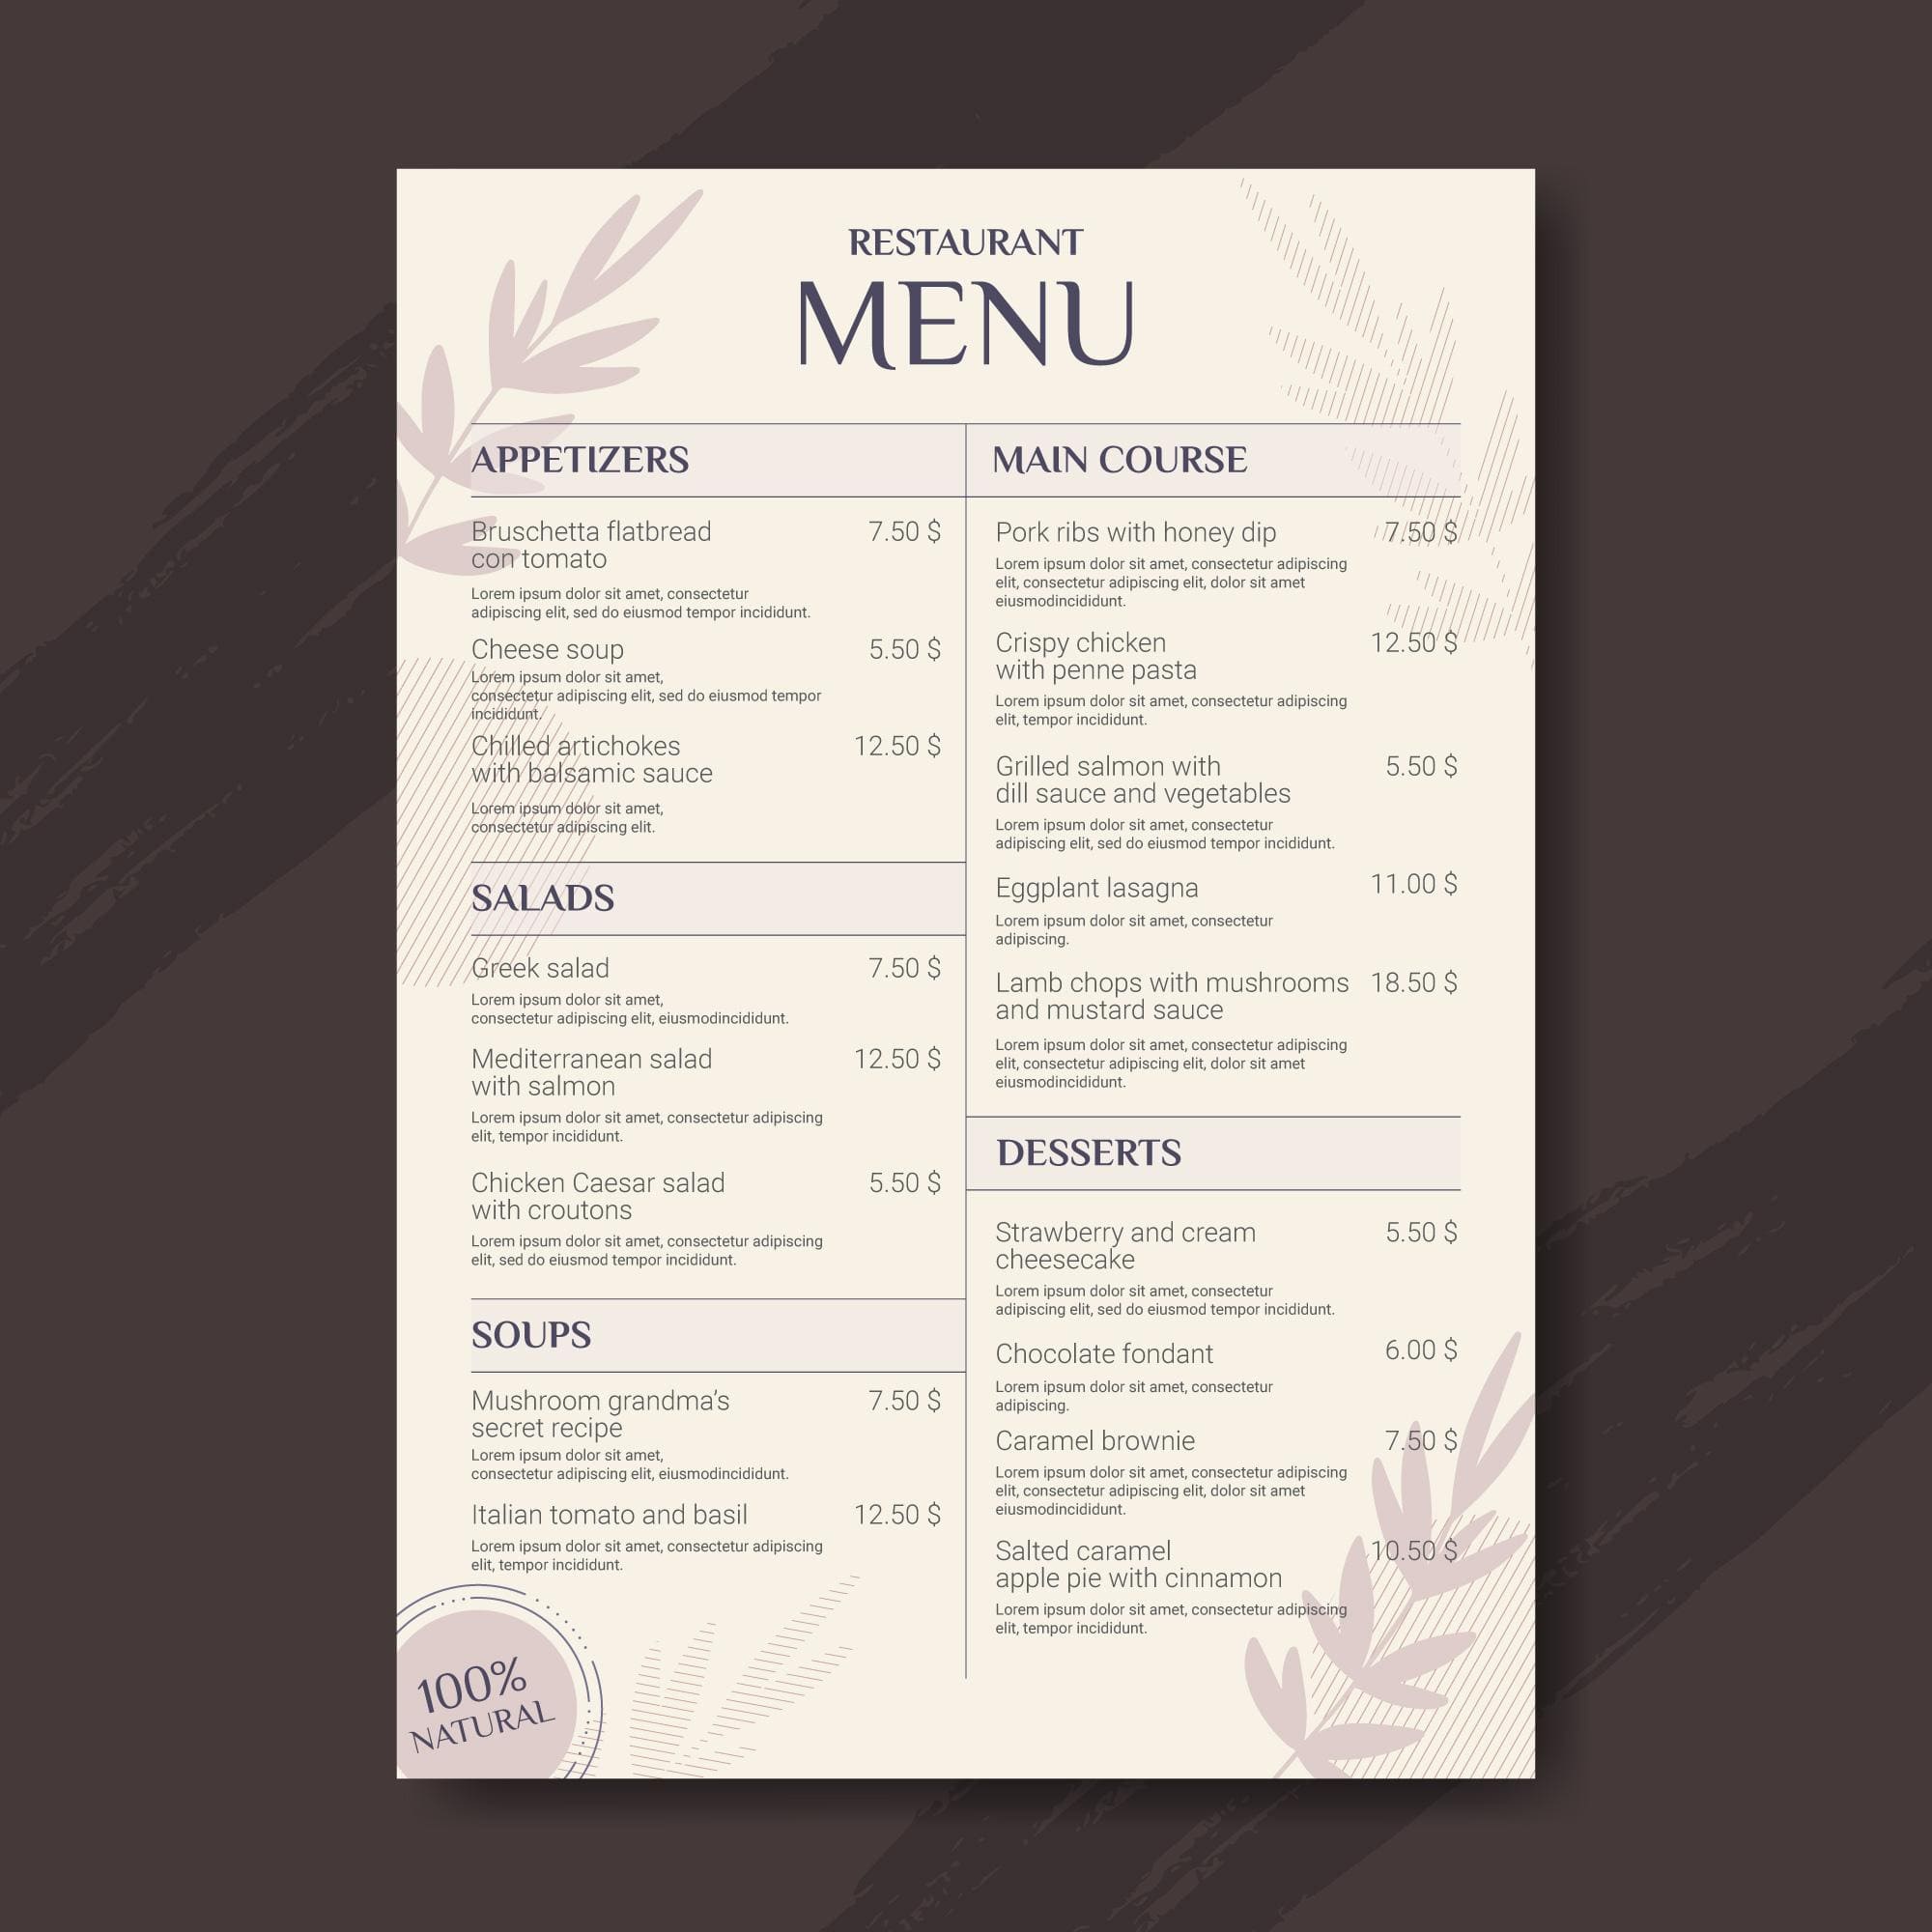 RESTAURANT
MENU
APPETIZERS
Bruschetta flatbread 7.50 $
con tomato
Lorem ipsum dolor sit amet, consectetur
adipiscing elit, sed do eiusmod tempor incididunt.
Cheese soup 5.50 $
Lorem ipsum dolor sit amet,
consectetur adipiscing elit, sed do eiusmod tempor
incididunt.
Chilled artichokes 12.50 $
with balsamic sauce
Lorem ipsum dolor sit amet,
consectetur adipiscing elit.
SALADS
Greek salad 7.50 $
Lorem ipsum dolor sit amet,
consectetur adipiscing elit, eiusmodincididunt.
Mediterranean salad 12.50 $
with salmon
Lorem ipsum dolor sit amet, consectetur adipiscing
elit, tempor incididunt.
Chicken Caesar salad 5.50 $
with croutons
Lorem ipsum dolor sit amet, consectetur adipiscing
elit, sed do eiusmod tempor incididunt.
SOUPS
Mushroom grandma’s 7.50 $
secret recipe
Lorem ipsum dolor sit amet,
consectetur adipiscing elit, eiusmodincididunt.
Italian tomato and basil 12.50 $
Lorem ipsum dolor sit amet, consectetur adipiscing
elit, tempor incididunt.
100%
NATURAL
MAIN COURSE
Pork ribs with honey dip 7.50 $
Lorem ipsum dolor sit amet, consectetur adipiscing
elit, consectetur adipiscing elit, dolor sit amet
eiusmodincididunt.
Crispy chicken 12.50 $
with penne pasta
Lorem ipsum dolor sit amet, consectetur adipiscing
elit, tempor incididunt.
Grilled salmon with 5.50 $
dill sauce and vegetables
Lorem ipsum dolor sit amet, consectetur
adipiscing elit, sed do eiusmod tempor incididunt.
Eggplant lasagna 11.00 $
Lorem ipsum dolor sit amet, consectetur
adipiscing.
Lamb chops with mushrooms 18.50 $
and mustard sauce
Lorem ipsum dolor sit amet, consectetur adipiscing
elit, consectetur adipiscing elit, dolor sit amet
eiusmodincididunt.
DESSERTS
Strawberry and cream 5.50 $
cheesecake
Lorem ipsum dolor sit amet, consectetur
adipiscing elit, sed do eiusmod tempor incididunt.
Chocolate fondant 6.00 $
Lorem ipsum dolor sit amet, consectetur
adipiscing.
Caramel brownie 7.50 $
Lorem ipsum dolor sit amet, consectetur adipiscing
elit, consectetur adipiscing elit, dolor sit amet
eiusmodincididunt.
Salted caramel 10.50 $
apple pie with cinnamon
Lorem ipsum dolor sit amet, consectetur adipiscing
elit, tempor incididunt.